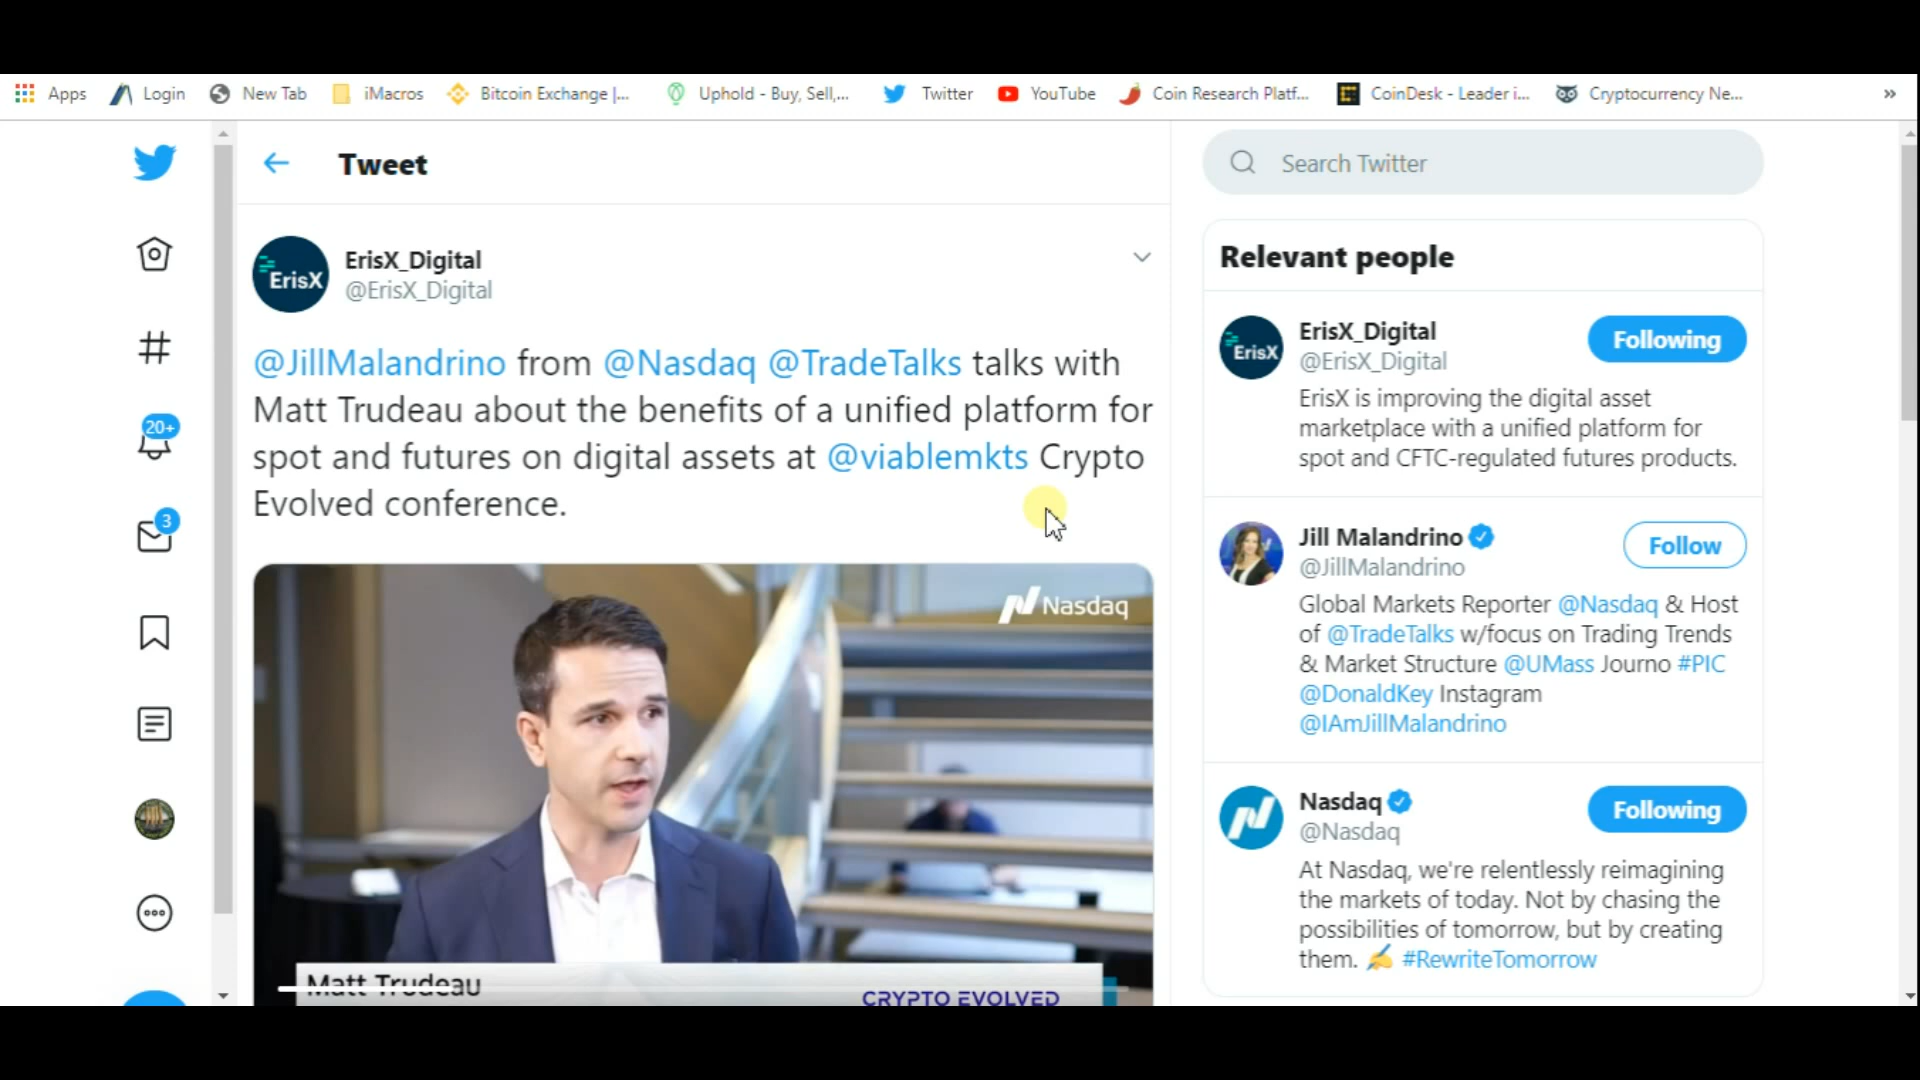 Apps Login New Tab iMacros Bitcoin Exchange |... Uphold - Buy, Sell,... Twitter YouTube Coin Research Platf... CoinDesk - Leader i... Cryptocurrency Ne... »
Tweet
Search Twitter
ErisX
ErisX_Digital
@ErisX_Digital
@JillMalandrino from @Nasdaq @TradeTalks talks with
Matt Trudeau about the benefits of a unified platform for
spot and futures on digital assets at @viablemkts Crypto
Evolved conference.
20+
3
Nasdaq
Matt Trudeau
CRYPTO EVOLVED
Relevant people
ErisX
ErisX_Digital
@ErisX_Digital
Following
ErisX is improving the digital asset
marketplace with a unified platform for
spot and CFTC-regulated futures products.
Jill Malandrino
@JillMalandrino
Follow
Global Markets Reporter @Nasdaq & Host
of @TradeTalks w/focus on Trading Trends
& Market Structure @UMass Journo #PIC
@DonaldKey Instagram
@IAmJillMalandrino
Nasdaq
@Nasdaq
Following
At Nasdaq, we're relentlessly reimagining
the markets of today. Not by chasing the
possibilities of tomorrow, but by creating
them. ✍️ #RewriteTomorrow